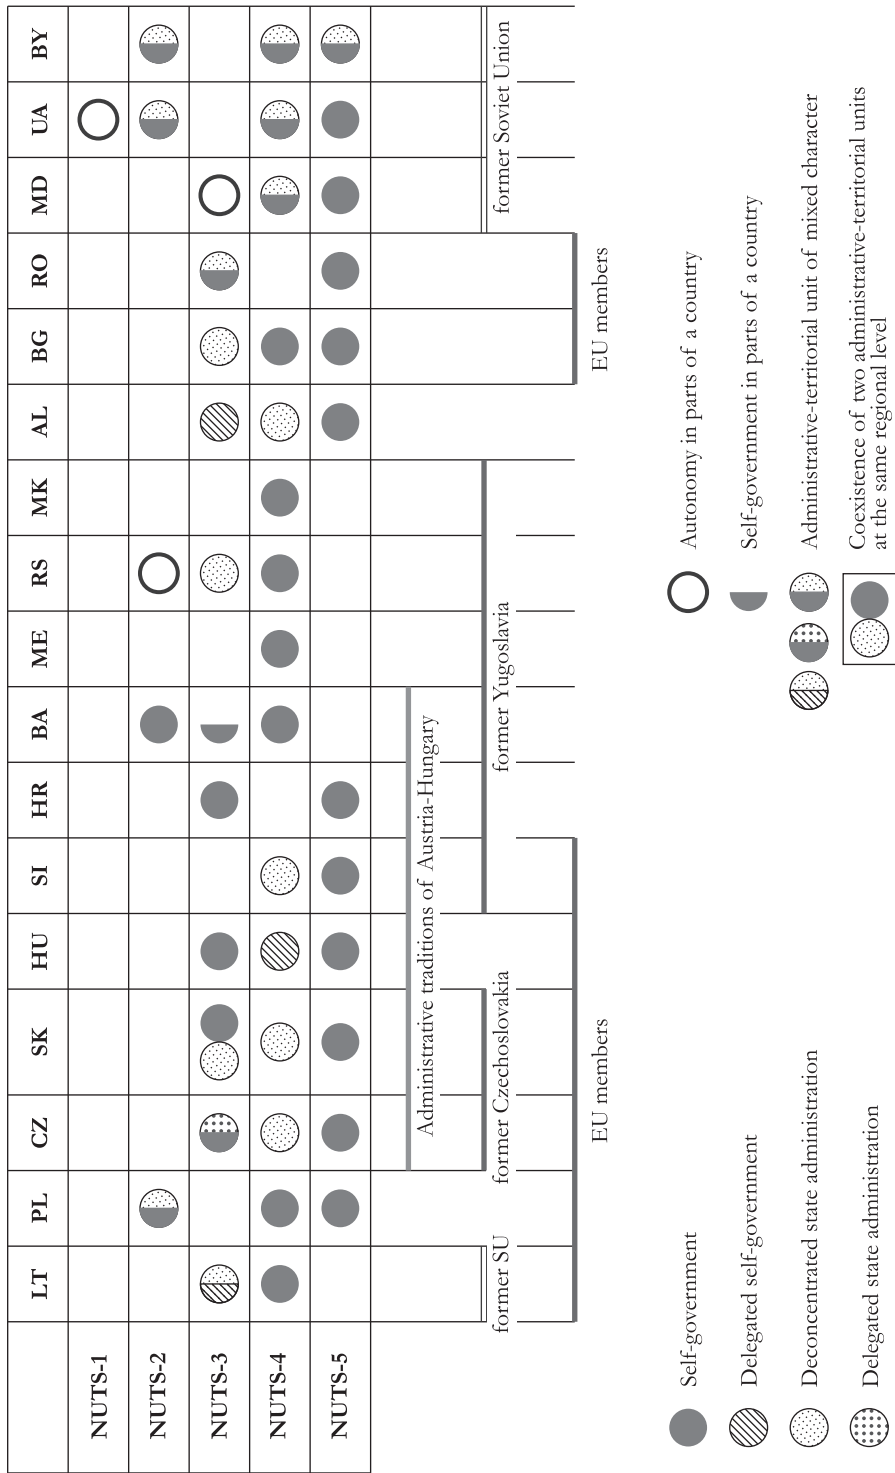 LT PL CZ SK HU SI HR BA ME RS MK AL BG RO MD UA BY
NUTS-1
NUTS-2
NUTS-3
NUTS-4
NUTS-5
Administrative traditions of Austria-Hungary
former SU former Czechoslovakia former Yugoslavia former Soviet Union
EU members EU members
Self-government
Delegated self-government
Deconcentrated state administration
Delegated state administration
Autonomy in parts of a country
Self-government in parts of a country
Administrative-territorial unit of mixed character
Coexistence of two administrative-territorial units
at the same regional level